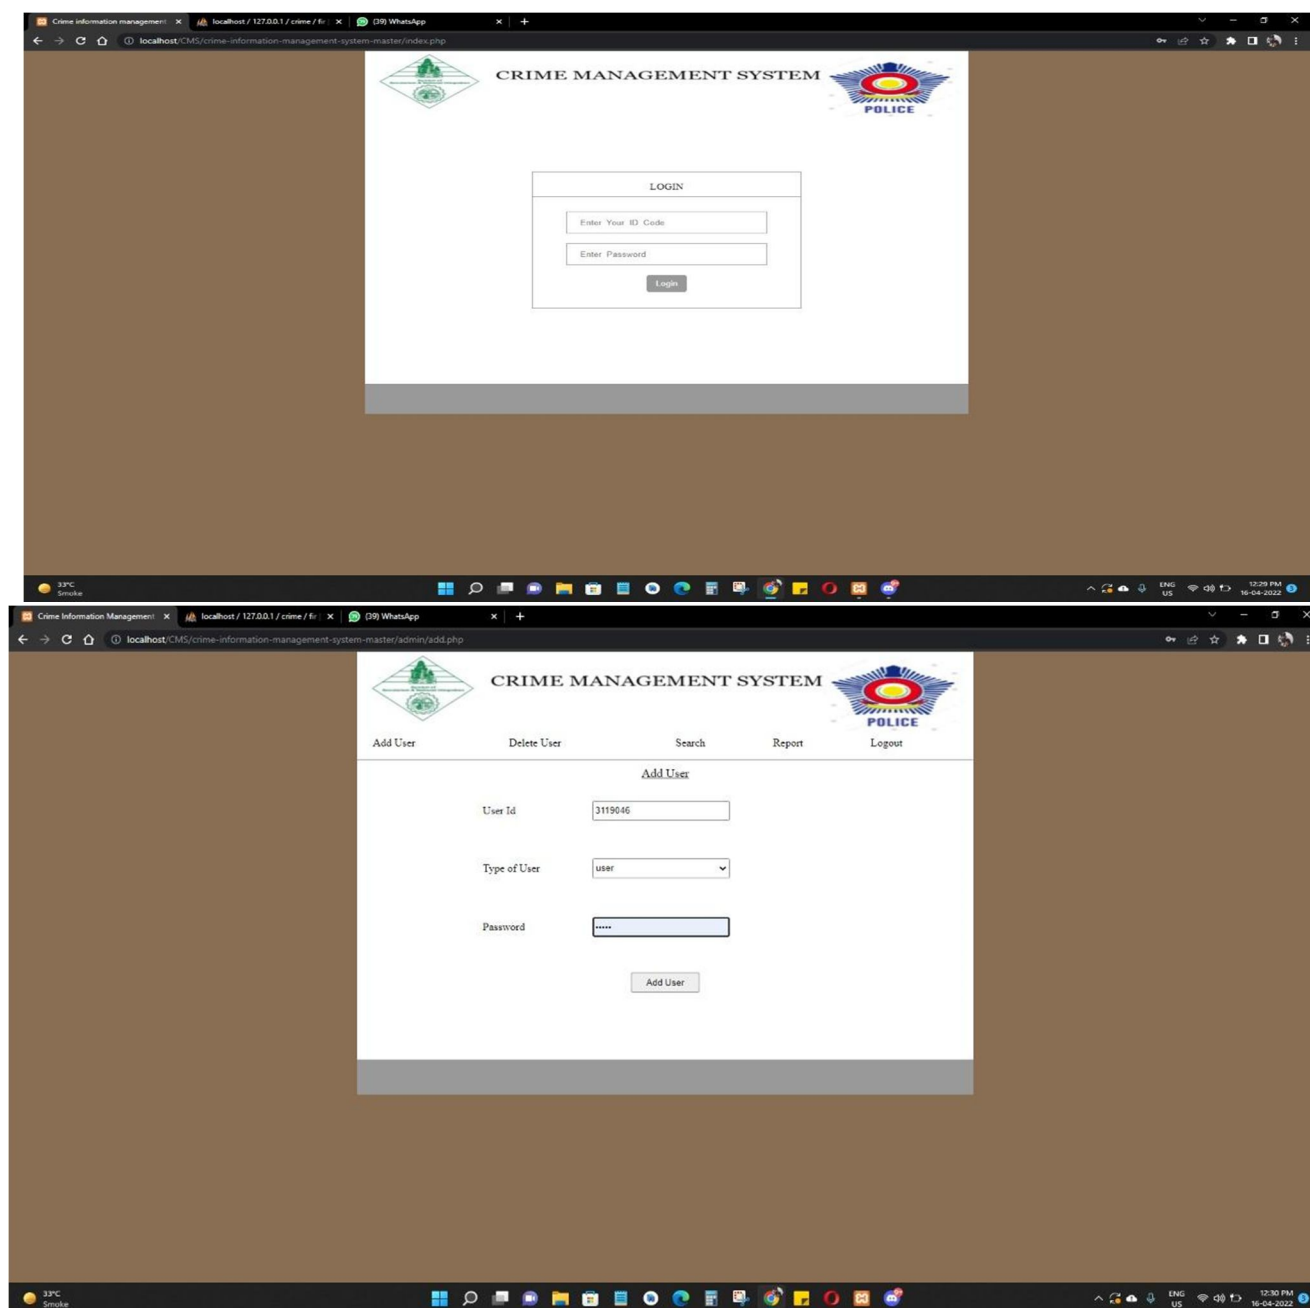 Crime information management
localhost / 127.0.0.1 / crime / fir
(39) WhatsApp
localhost/CMS/crime-information-management-system-master/index.php
CRIME MANAGEMENT SYSTEM
POLICE
LOGIN
Enter Your ID Code
Enter Password
Login
33°C
Smoke
ENG
US
12:29 PM
16-04-2022
Crime Information Management
localhost / 127.0.0.1 / crime / fir
(39) WhatsApp
localhost/CMS/crime-information-management-system-master/admin/add.php
CRIME MANAGEMENT SYSTEM
POLICE
Add User Delete User Search Report Logout
Add User
User Id 3119046
Type of User user
Password •••••
Add User
33°C
Smoke
ENG
US
12:30 PM
16-04-2022